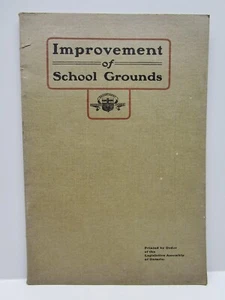 Improvement
of
School Grounds
Printed by Order
of the
Legislative Assembly
of Ontario